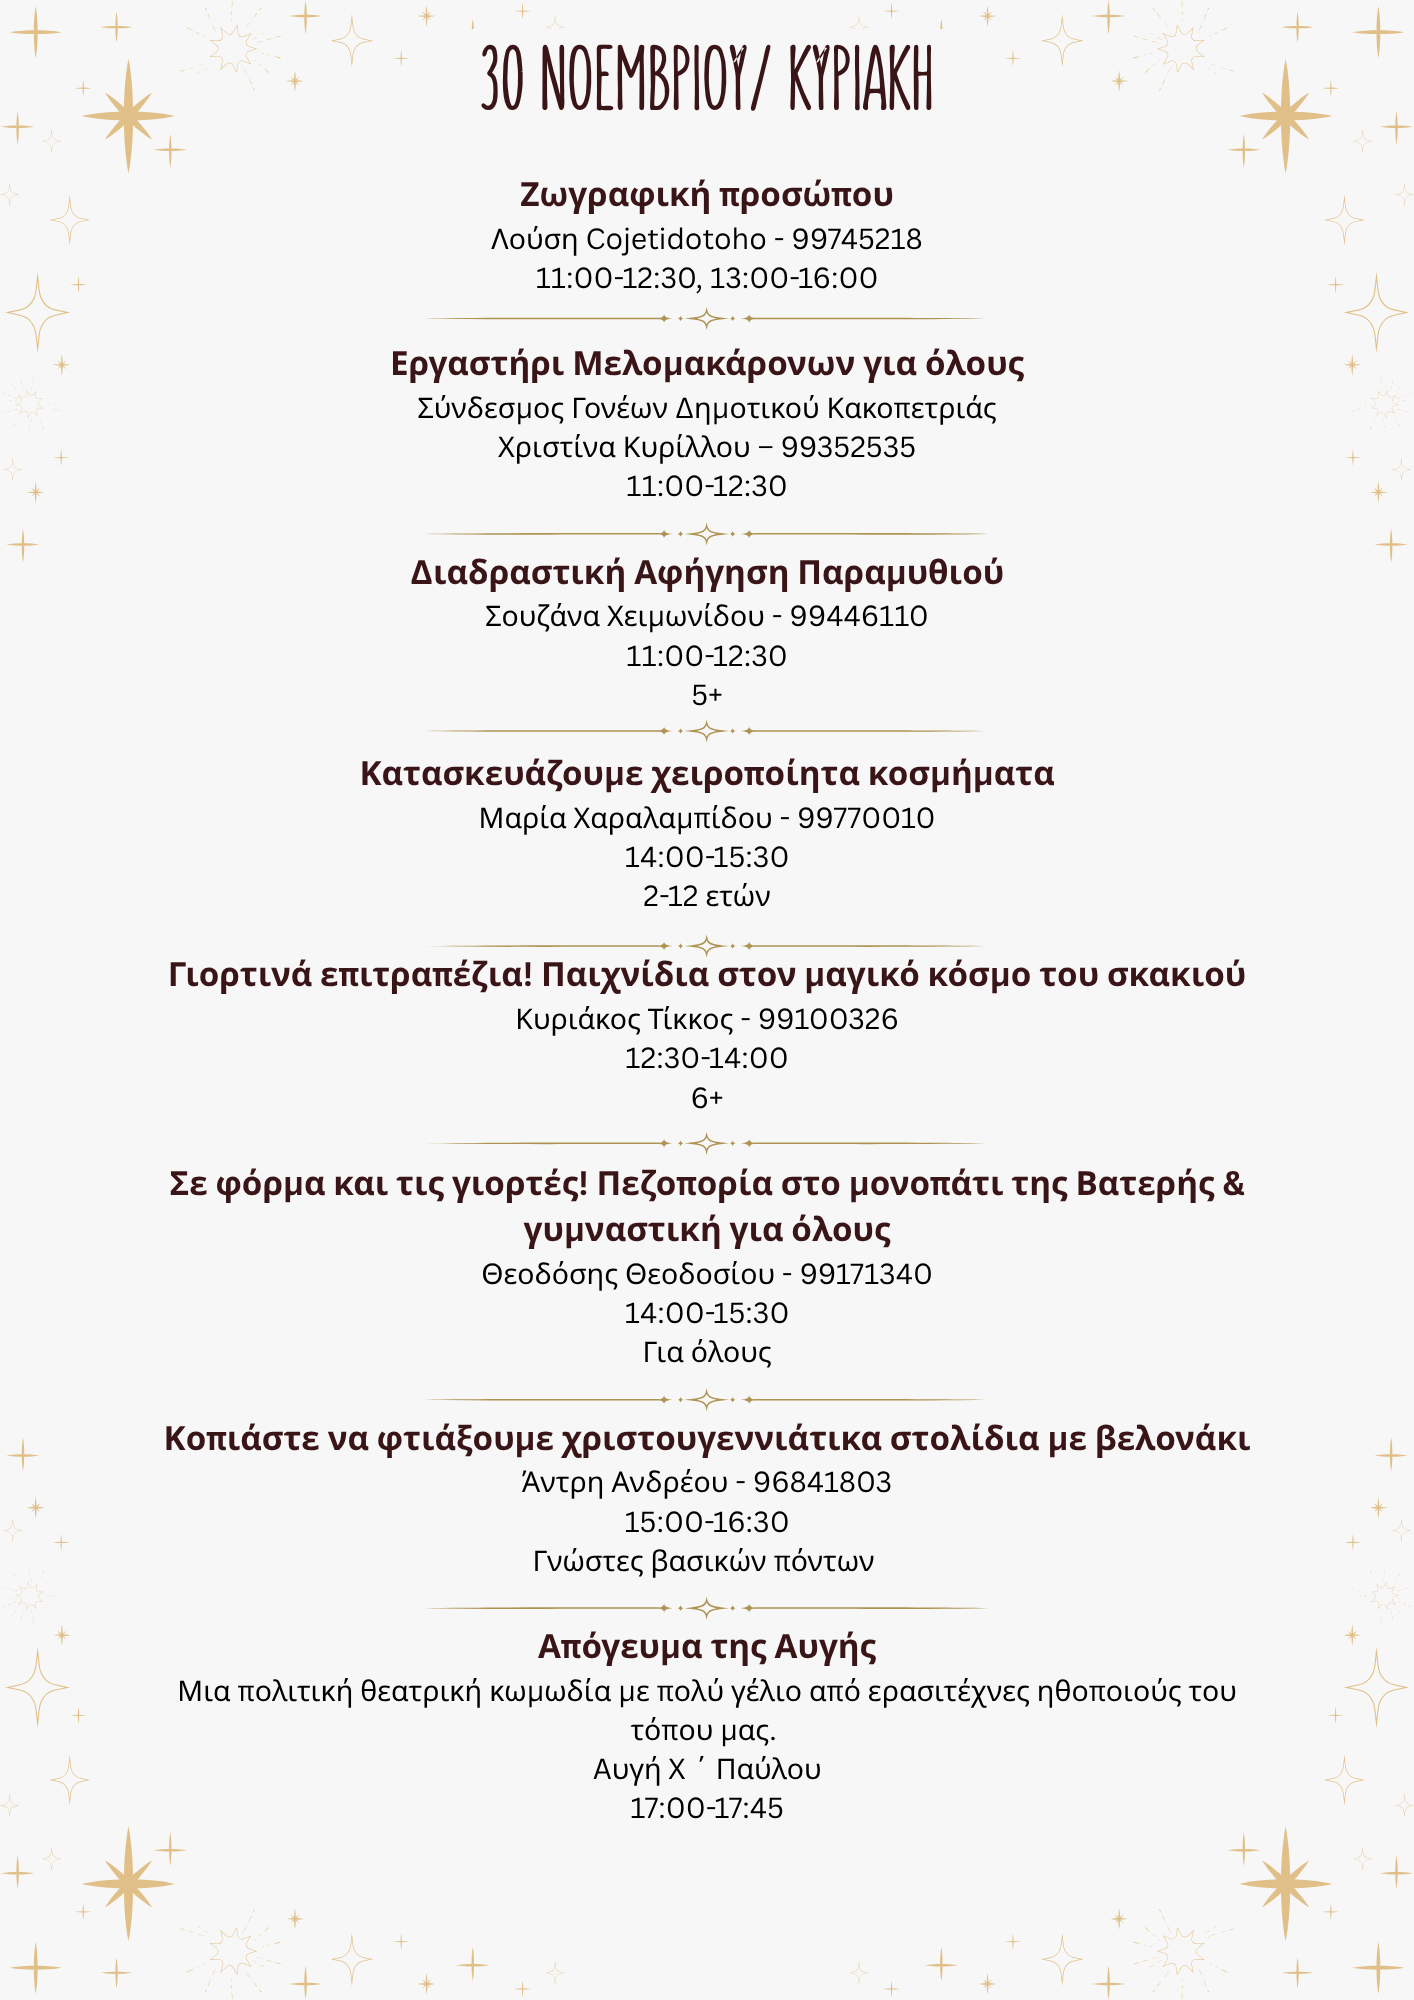 30 ΝΟΕΜΒΡΙΟΥ/ ΚΥΡΙΑΚΗ
Ζωγραφική προσώπου
Λούση Cojetidotoho - 99745218
11:00-12:30, 13:00-16:00
Εργαστήρι Μελομακάρονων για όλους
Σύνδεσμος Γονέων Δημοτικού Κακοπετριάς
Χριστίνα Κυρίλλου – 99352535
11:00-12:30
Διαδραστική Αφήγηση Παραμυθιού
Σουζάνα Χειμωνίδου - 99446110
11:00-12:30
5+
Κατασκευάζουμε χειροποίητα κοσμήματα
Μαρία Χαραλαμπίδου - 99770010
14:00-15:30
2-12 ετών
Γιορτινά επιτραπέζια! Παιχνίδια στον μαγικό κόσμο του σκακιού
Κυριάκος Τίκκος - 99100326
12:30-14:00
6+
Σε φόρμα και τις γιορτές! Πεζοπορία στο μονοπάτι της Βατερής &
γυμναστική για όλους
Θεοδόσης Θεοδοσίου - 99171340
14:00-15:30
Για όλους
Κοπιάστε να φτιάξουμε χριστουγεννιάτικα στολίδια με βελονάκι
Άντρη Ανδρέου - 96841803
15:00-16:30
Γνώστες βασικών πόντων
Απόγευμα της Αυγής
Μια πολιτική θεατρική κωμωδία με πολύ γέλιο από ερασιτέχνες ηθοποιούς του
τόπου μας.
Αυγή Χ ΄ Παύλου
17:00-17:45